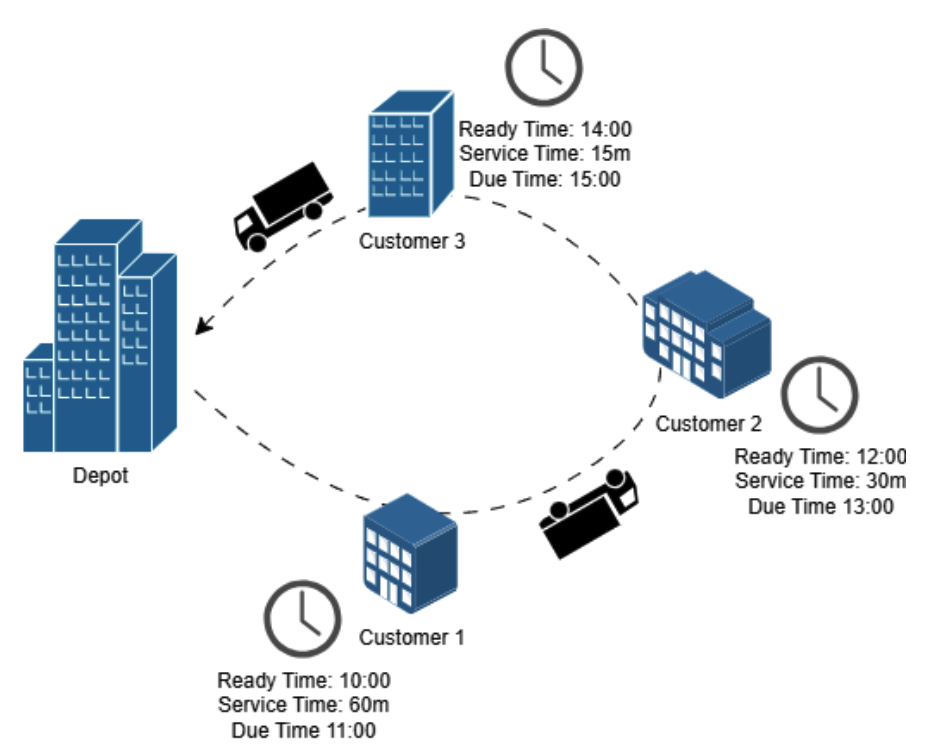 Ready Time: 14:00
Service Time: 15m
Due Time: 15:00
Customer 3
Depot
Customer 2
Ready Time: 12:00
Service Time: 30m
Due Time 13:00
Customer 1
Ready Time: 10:00
Service Time: 60m
Due Time 11:00